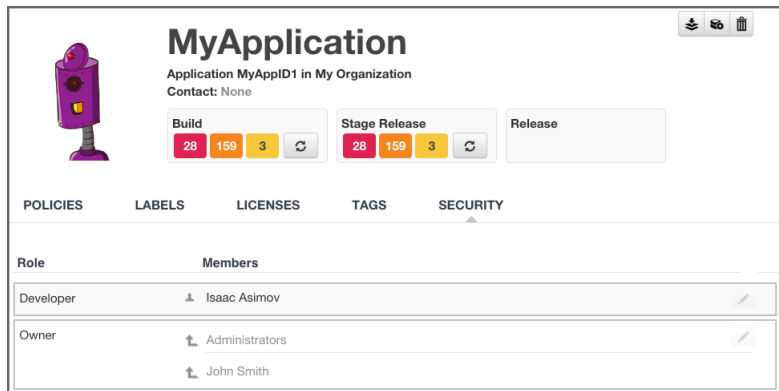 MyApplication
Application MyAppID1 in My Organization
Contact: None
Build
28 159 3
Stage Release
28 159 3
Release
POLICIES LABELS LICENSES TAGS SECURITY
Role Members
Developer Isaac Asimov
Owner Administrators
John Smith